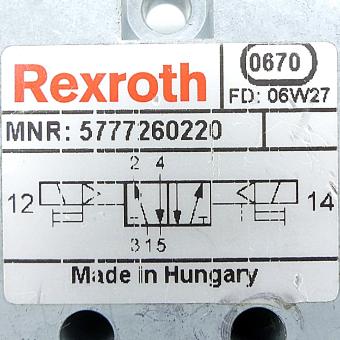 Rexroth
0670
FD: 06W27
MNR: 5777260220
2 4
12
14
3 1 5
Made in Hungary